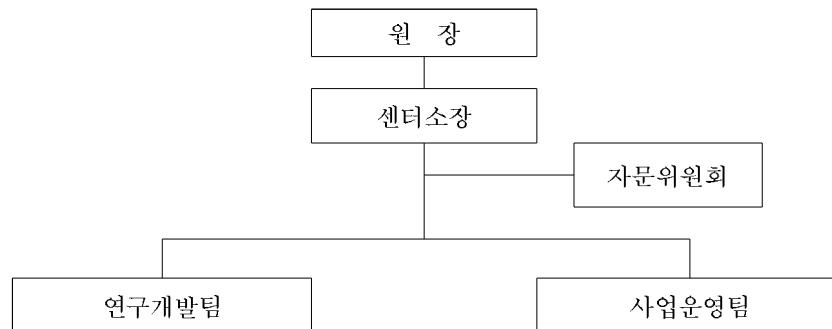 원 장
센터소장
자문위원회
연구개발팀
사업운영팀